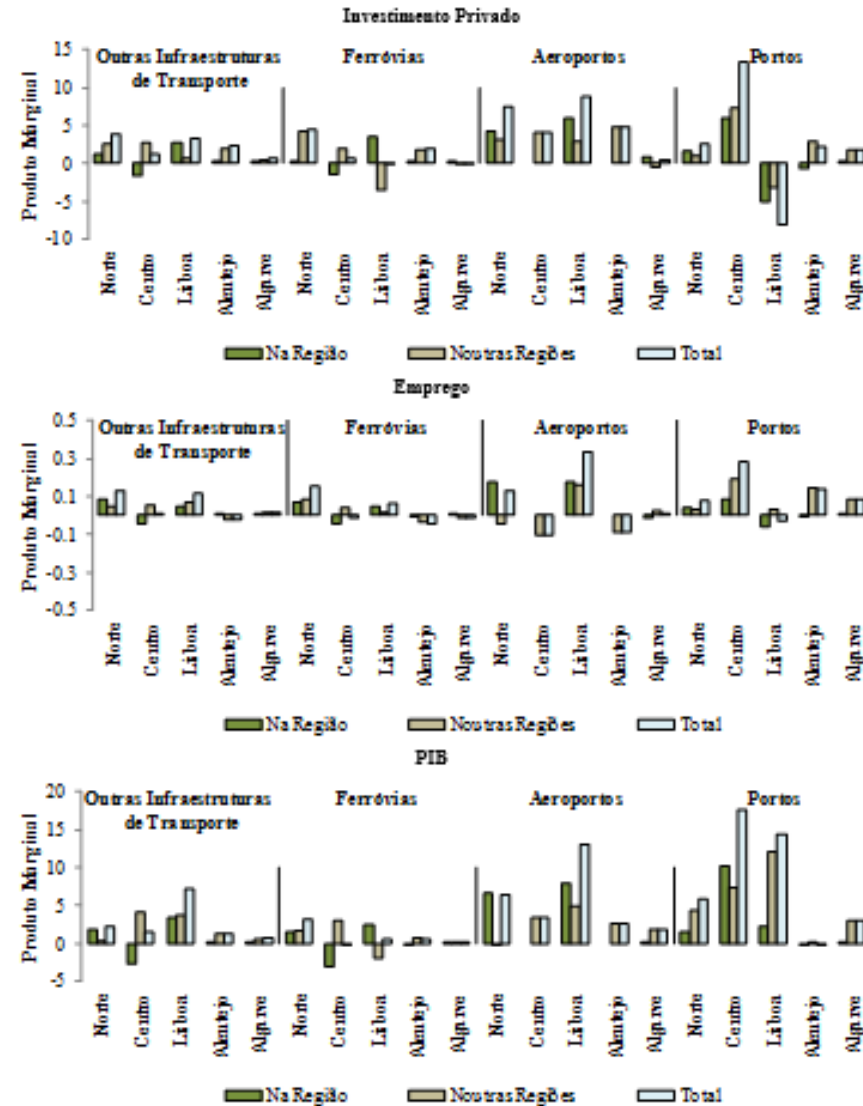 Investimento Privado
Outras Infraestruturas de Transporte
Ferróvias
Aeroportos
Portos
Produto Marginal
15
10
5
0
-5
-10
Norte Centro Lisboa Alentejo Algarve Norte Centro Lisboa Alentejo Algarve Norte Centro Lisboa Alentejo Algarve Norte Centro Lisboa Alentejo Algarve
Na Região Noutras Regiões Total
Emprego
Outras Infraestruturas de Transporte
Ferróvias
Aeroportos
Portos
Produto Marginal
0.5
0.3
0.1
-0.1
-0.3
-0.5
Norte Centro Lisboa Alentejo Algarve Norte Centro Lisboa Alentejo Algarve Norte Centro Lisboa Alentejo Algarve Norte Centro Lisboa Alentejo Algarve
Na Região Noutras Regiões Total
PIB
Outras Infraestruturas de Transporte
Ferróvias
Aeroportos
Portos
Produto Marginal
20
15
10
5
0
-5
Norte Centro Lisboa Alentejo Algarve Norte Centro Lisboa Alentejo Algarve Norte Centro Lisboa Alentejo Algarve Norte Centro Lisboa Alentejo Algarve
Na Região Noutras Regiões Total